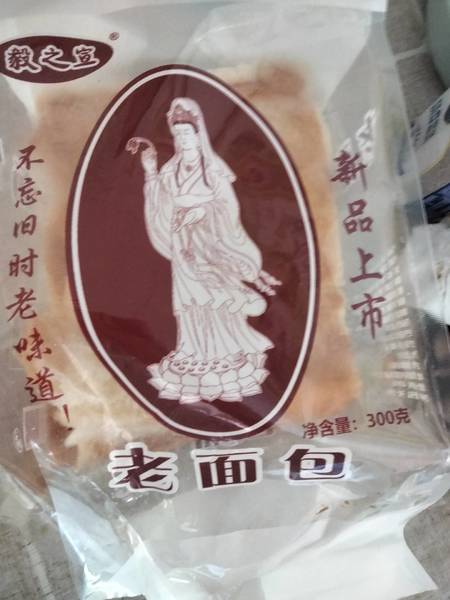 毅之宣®
不忘旧时老味道！
新品上市
净含量：300克
老面包